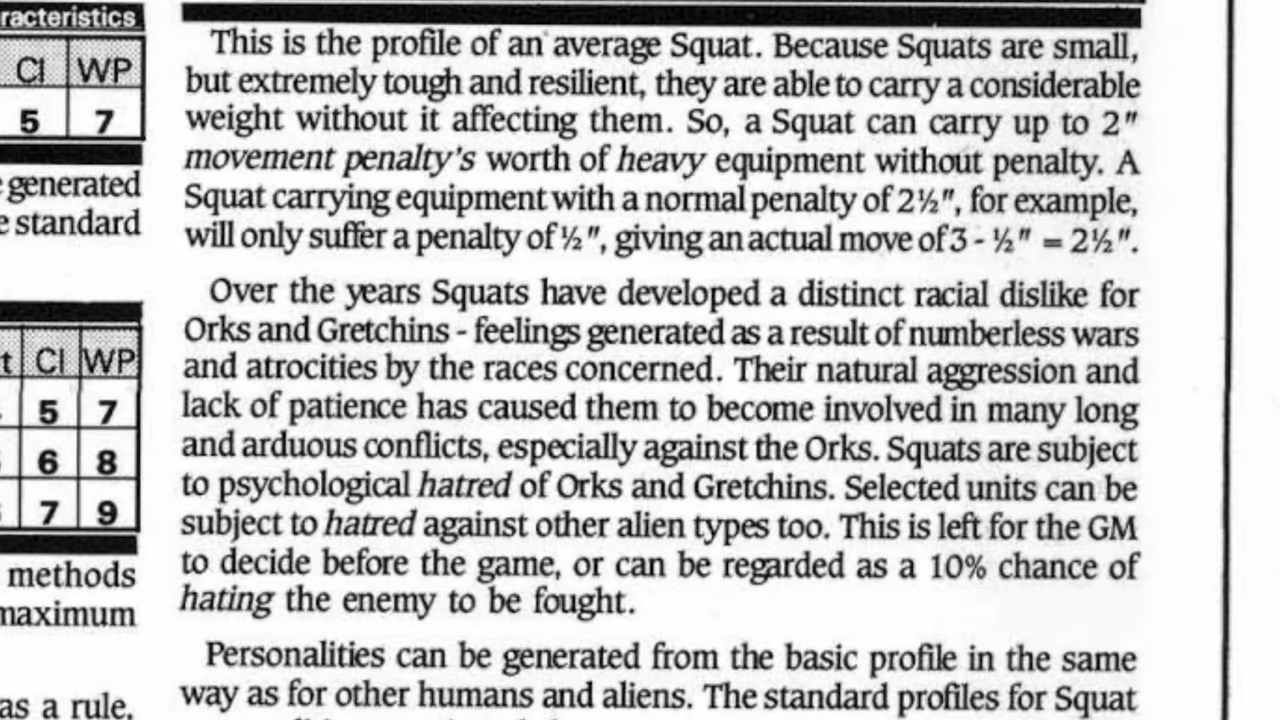 racteristics
CI WP
5 7
generated
e standard
t CI WP
5 7
6 8
7 9
methods
maximum
as a rule,
This is the profile of an average Squat. Because Squats are small,
but extremely tough and resilient, they are able to carry a considerable
weight without it affecting them. So, a Squat can carry up to 2"
movement penalty's worth of heavy equipment without penalty. A
Squat carrying equipment with a normal penalty of 2½", for example,
will only suffer a penalty of ½", giving an actual move of 3 - ½" = 2½".
Over the years Squats have developed a distinct racial dislike for
Orks and Gretchins - feelings generated as a result of numberless wars
and atrocities by the races concerned. Their natural aggression and
lack of patience has caused them to become involved in many long
and arduous conflicts, especially against the Orks. Squats are subject
to psychological hatred of Orks and Gretchins. Selected units can be
subject to hatred against other alien types too. This is left for the GM
to decide before the game, or can be regarded as a 10% chance of
hating the enemy to be fought.
Personalities can be generated from the basic profile in the same
way as for other humans and aliens. The standard profiles for Squat